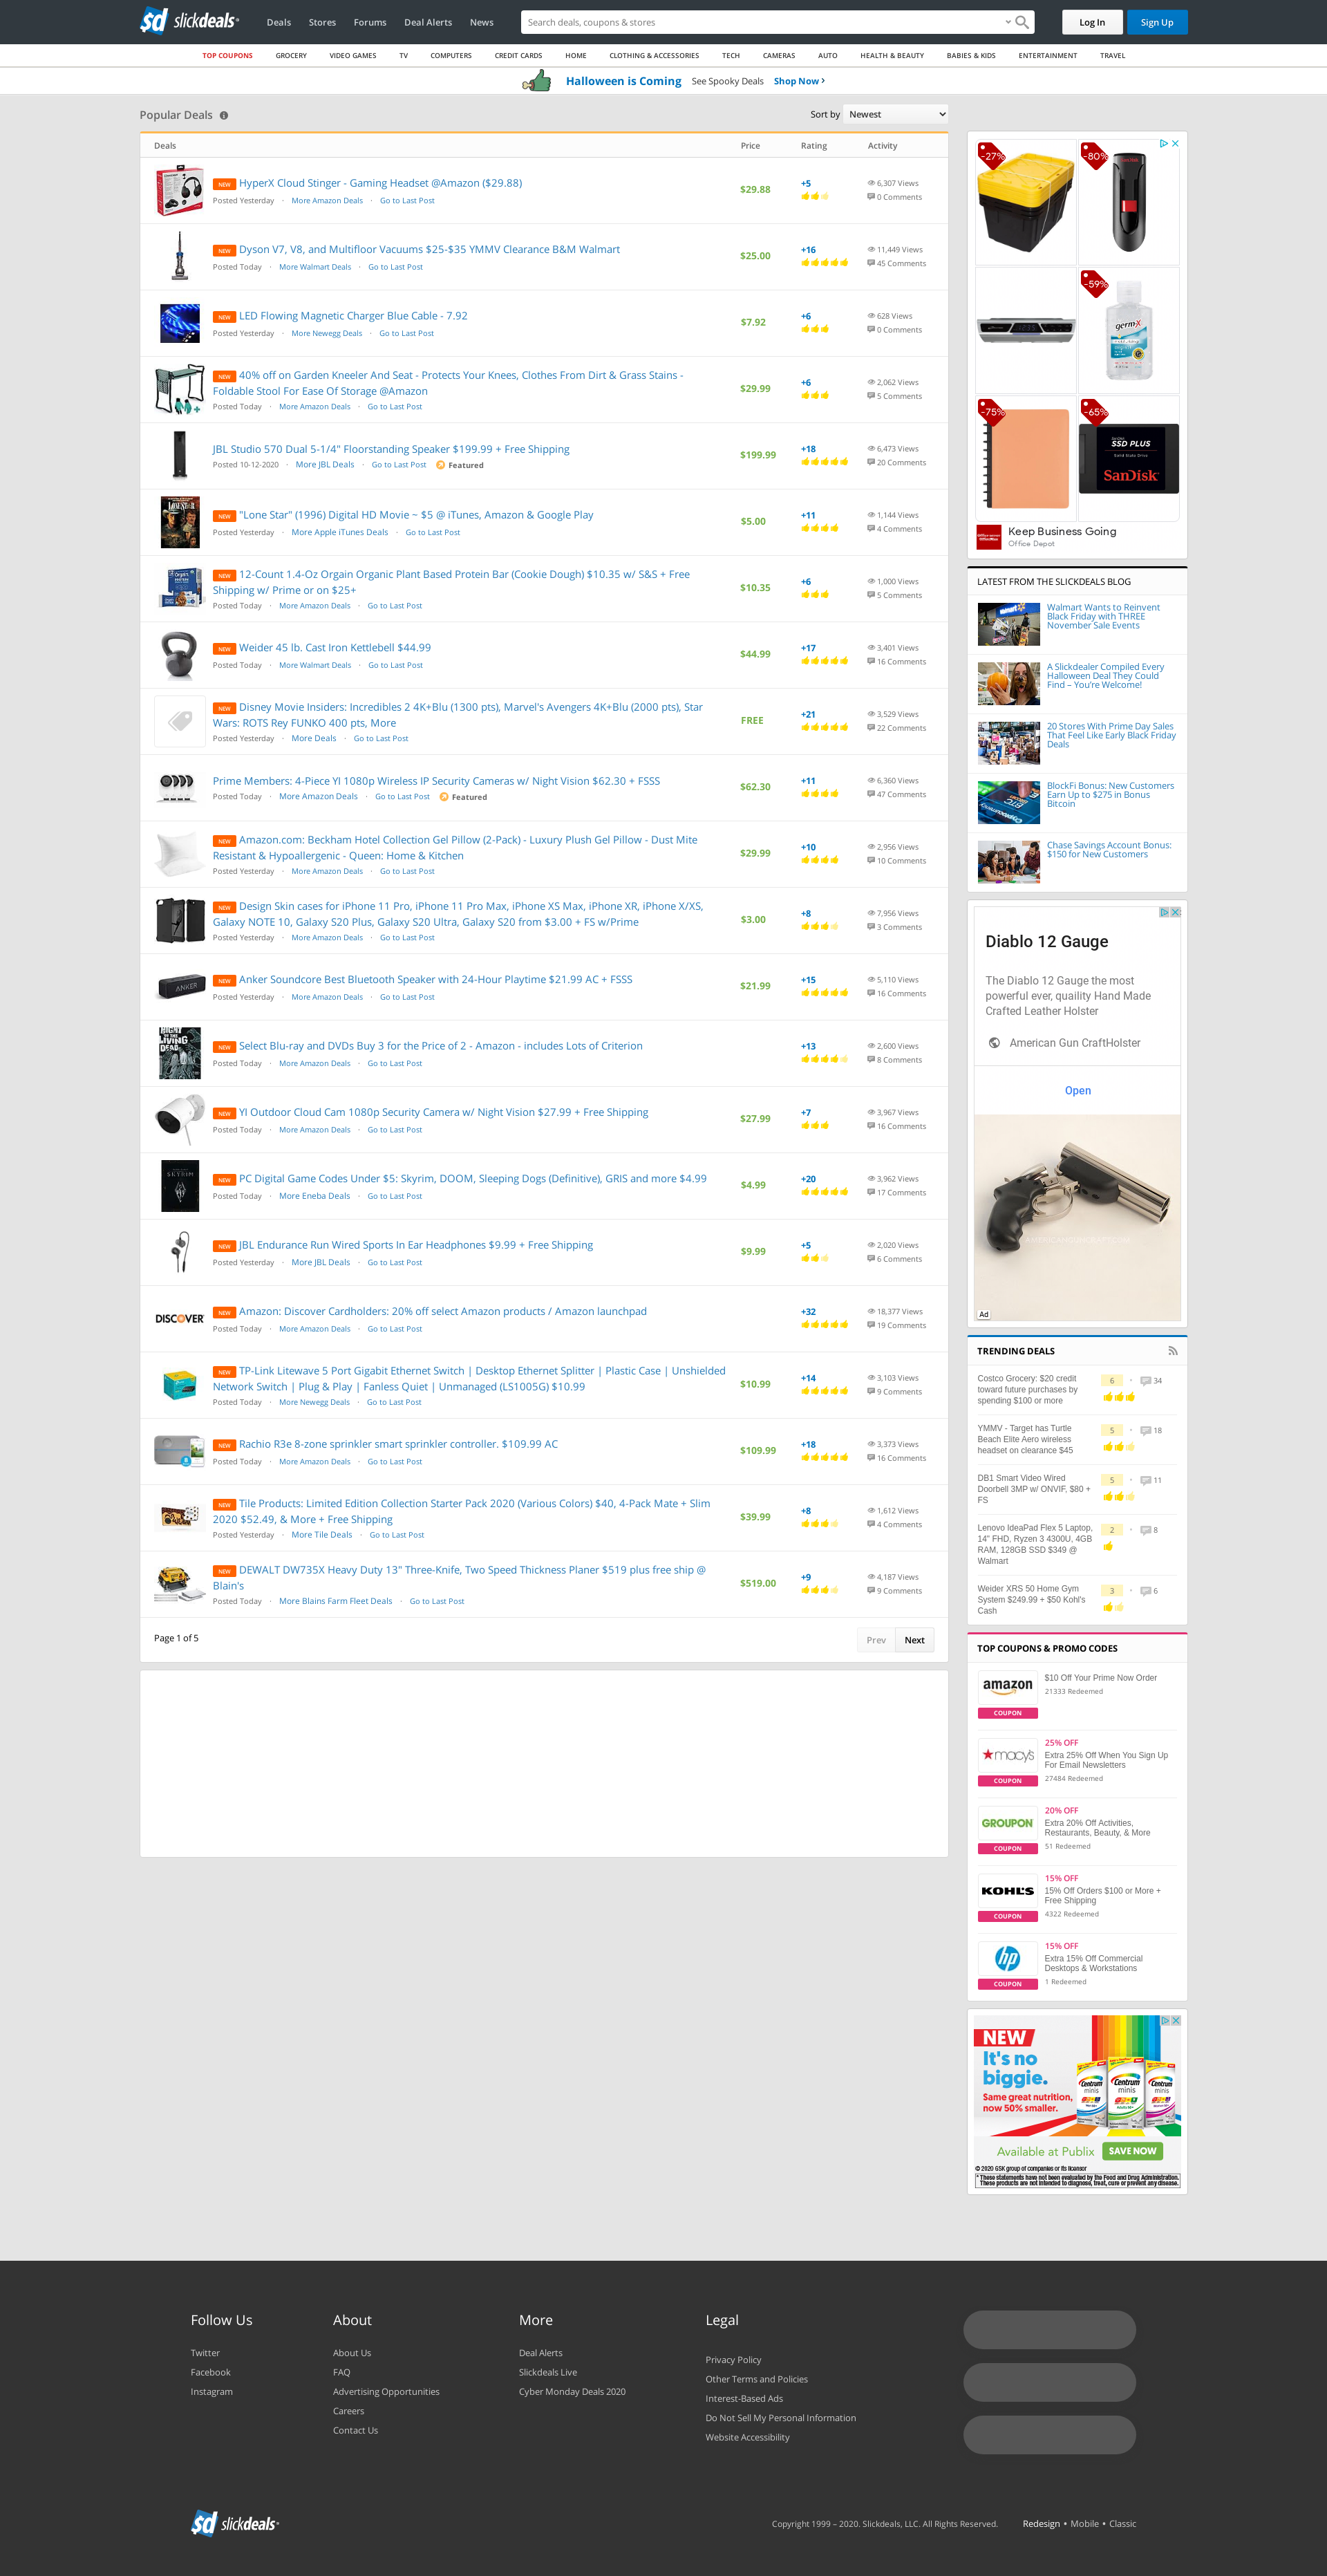 slickdeals
Deals
Stores
Forums
Deal Alerts
News
Search deals, coupons & stores
Log In
Sign Up
TOP COUPONS
GROCERY
VIDEO GAMES
TV
COMPUTERS
CREDIT CARDS
HOME
CLOTHING & ACCESSORIES
TECH
CAMERAS
AUTO
HEALTH & BEAUTY
BABIES & KIDS
ENTERTAINMENT
TRAVEL
Halloween is Coming See Spooky Deals Shop Now ›
Popular Deals
Sort by Newest
Deals Price Rating Activity
NEW HyperX Cloud Stinger - Gaming Headset @Amazon ($29.88)
Posted Yesterday · More Amazon Deals · Go to Last Post
$29.88
+5
6,307 Views
0 Comments
NEW Dyson V7, V8, and Multifloor Vacuums $25-$35 YMMV Clearance B&M Walmart
Posted Today · More Walmart Deals · Go to Last Post
$25.00
+16
11,449 Views
45 Comments
NEW LED Flowing Magnetic Charger Blue Cable - 7.92
Posted Yesterday · More Newegg Deals · Go to Last Post
$7.92
+6
628 Views
0 Comments
NEW 40% off on Garden Kneeler And Seat - Protects Your Knees, Clothes From Dirt & Grass Stains -
Foldable Stool For Ease Of Storage @Amazon
Posted Today · More Amazon Deals · Go to Last Post
$29.99
+6
2,062 Views
5 Comments
JBL Studio 570 Dual 5-1/4" Floorstanding Speaker $199.99 + Free Shipping
Posted 10-12-2020 · More JBL Deals · Go to Last Post Featured
$199.99
+18
6,473 Views
20 Comments
NEW "Lone Star" (1996) Digital HD Movie ~ $5 @ iTunes, Amazon & Google Play
Posted Yesterday · More Apple iTunes Deals · Go to Last Post
$5.00
+11
1,144 Views
4 Comments
NEW 12-Count 1.4-Oz Orgain Organic Plant Based Protein Bar (Cookie Dough) $10.35 w/ S&S + Free
Shipping w/ Prime or on $25+
Posted Today · More Amazon Deals · Go to Last Post
$10.35
+6
1,000 Views
5 Comments
NEW Weider 45 lb. Cast Iron Kettlebell $44.99
Posted Today · More Walmart Deals · Go to Last Post
$44.99
+17
3,401 Views
16 Comments
NEW Disney Movie Insiders: Incredibles 2 4K+Blu (1300 pts), Marvel's Avengers 4K+Blu (2000 pts), Star
Wars: ROTS Rey FUNKO 400 pts, More
Posted Yesterday · More Deals · Go to Last Post
FREE
+21
3,529 Views
22 Comments
Prime Members: 4-Piece YI 1080p Wireless IP Security Cameras w/ Night Vision $62.30 + FSSS
Posted Today · More Amazon Deals · Go to Last Post Featured
$62.30
+11
6,360 Views
47 Comments
NEW Amazon.com: Beckham Hotel Collection Gel Pillow (2-Pack) - Luxury Plush Gel Pillow - Dust Mite
Resistant & Hypoallergenic - Queen: Home & Kitchen
Posted Yesterday · More Amazon Deals · Go to Last Post
$29.99
+10
2,956 Views
10 Comments
NEW Design Skin cases for iPhone 11 Pro, iPhone 11 Pro Max, iPhone XS Max, iPhone XR, iPhone X/XS,
Galaxy NOTE 10, Galaxy S20 Plus, Galaxy S20 Ultra, Galaxy S20 from $3.00 + FS w/Prime
Posted Yesterday · More Amazon Deals · Go to Last Post
$3.00
+8
7,956 Views
3 Comments
NEW Anker Soundcore Best Bluetooth Speaker with 24-Hour Playtime $21.99 AC + FSSS
Posted Yesterday · More Amazon Deals · Go to Last Post
$21.99
+15
5,110 Views
16 Comments
NEW Select Blu-ray and DVDs Buy 3 for the Price of 2 - Amazon - includes Lots of Criterion
Posted Today · More Amazon Deals · Go to Last Post
+13
2,600 Views
8 Comments
NEW YI Outdoor Cloud Cam 1080p Security Camera w/ Night Vision $27.99 + Free Shipping
Posted Today · More Amazon Deals · Go to Last Post
$27.99
+7
3,967 Views
16 Comments
NEW PC Digital Game Codes Under $5: Skyrim, DOOM, Sleeping Dogs (Definitive), GRIS and more $4.99
Posted Today · More Eneba Deals · Go to Last Post
$4.99
+20
3,962 Views
17 Comments
NEW JBL Endurance Run Wired Sports In Ear Headphones $9.99 + Free Shipping
Posted Yesterday · More JBL Deals · Go to Last Post
$9.99
+5
2,020 Views
6 Comments
DISCOVER
NEW Amazon: Discover Cardholders: 20% off select Amazon products / Amazon launchpad
Posted Today · More Amazon Deals · Go to Last Post
+32
18,377 Views
19 Comments
NEW TP-Link Litewave 5 Port Gigabit Ethernet Switch | Desktop Ethernet Splitter | Plastic Case | Unshielded
Network Switch | Plug & Play | Fanless Quiet | Unmanaged (LS1005G) $10.99
Posted Today · More Newegg Deals · Go to Last Post
$10.99
+14
3,103 Views
9 Comments
NEW Rachio R3e 8-zone sprinkler smart sprinkler controller. $109.99 AC
Posted Today · More Amazon Deals · Go to Last Post
$109.99
+18
3,373 Views
16 Comments
NEW Tile Products: Limited Edition Collection Starter Pack 2020 (Various Colors) $40, 4-Pack Mate + Slim
2020 $52.49, & More + Free Shipping
Posted Yesterday · More Tile Deals · Go to Last Post
$39.99
+8
1,612 Views
4 Comments
NEW DEWALT DW735X Heavy Duty 13" Three-Knife, Two Speed Thickness Planer $519 plus free ship @
Blain's
Posted Today · More Blains Farm Fleet Deals · Go to Last Post
$519.00
+9
4,187 Views
9 Comments
Page 1 of 5
Prev
Next
-27%
-80%
-59%
germ-X
-75%
-65%
SanDisk
SSD PLUS
SanDisk
Keep Business Going
Office Depot
LATEST FROM THE SLICKDEALS BLOG
Walmart Wants to Reinvent
Black Friday with THREE
November Sale Events
A Slickdealer Compiled Every
Halloween Deal They Could
Find – You're Welcome!
20 Stores With Prime Day Sales
That Feel Like Early Black Friday
Deals
BlockFi Bonus: New Customers
Earn Up to $275 in Bonus
Bitcoin
Chase Savings Account Bonus:
$150 for New Customers
Diablo 12 Gauge
The Diablo 12 Gauge the most
powerful ever, quaility Hand Made
Crafted Leather Holster
American Gun CraftHolster
Open
Ad
TRENDING DEALS
Costco Grocery: $20 credit
toward future purchases by
spending $100 or more
6 · 34
YMMV - Target has Turtle
Beach Elite Aero wireless
headset on clearance $45
5 · 18
DB1 Smart Video Wired
Doorbell 3MP w/ ONVIF, $80 +
FS
5 · 11
Lenovo IdeaPad Flex 5 Laptop,
14" FHD, Ryzen 3 4300U, 4GB
RAM, 128GB SSD $349 @
Walmart
2 · 8
Weider XRS 50 Home Gym
System $249.99 + $50 Kohl's
Cash
3 · 6
TOP COUPONS & PROMO CODES
amazon
COUPON
$10 Off Your Prime Now Order
21333 Redeemed
macy's
COUPON
25% OFF
Extra 25% Off When You Sign Up
For Email Newsletters
27484 Redeemed
GROUPON
COUPON
20% OFF
Extra 20% Off Activities,
Restaurants, Beauty, & More
51 Redeemed
KOHL'S
COUPON
15% OFF
15% Off Orders $100 or More +
Free Shipping
4322 Redeemed
hp
COUPON
15% OFF
Extra 15% Off Commercial
Desktops & Workstations
1 Redeemed
NEW
It's no
biggie.
Same great nutrition,
now 50% smaller.
Centrum minis
Centrum minis
Centrum minis
Available at Publix
SAVE NOW
© 2020 GSK group of companies or its licensor
*These statements have not been evaluated by the Food and Drug Administration.
These products are not intended to diagnose, treat, cure or prevent any disease.
Follow Us
Twitter
Facebook
Instagram
About
About Us
FAQ
Advertising Opportunities
Careers
Contact Us
More
Deal Alerts
Slickdeals Live
Cyber Monday Deals 2020
Legal
Privacy Policy
Other Terms and Policies
Interest-Based Ads
Do Not Sell My Personal Information
Website Accessibility
slickdeals
Copyright 1999 – 2020. Slickdeals, LLC. All Rights Reserved.
Redesign • Mobile • Classic